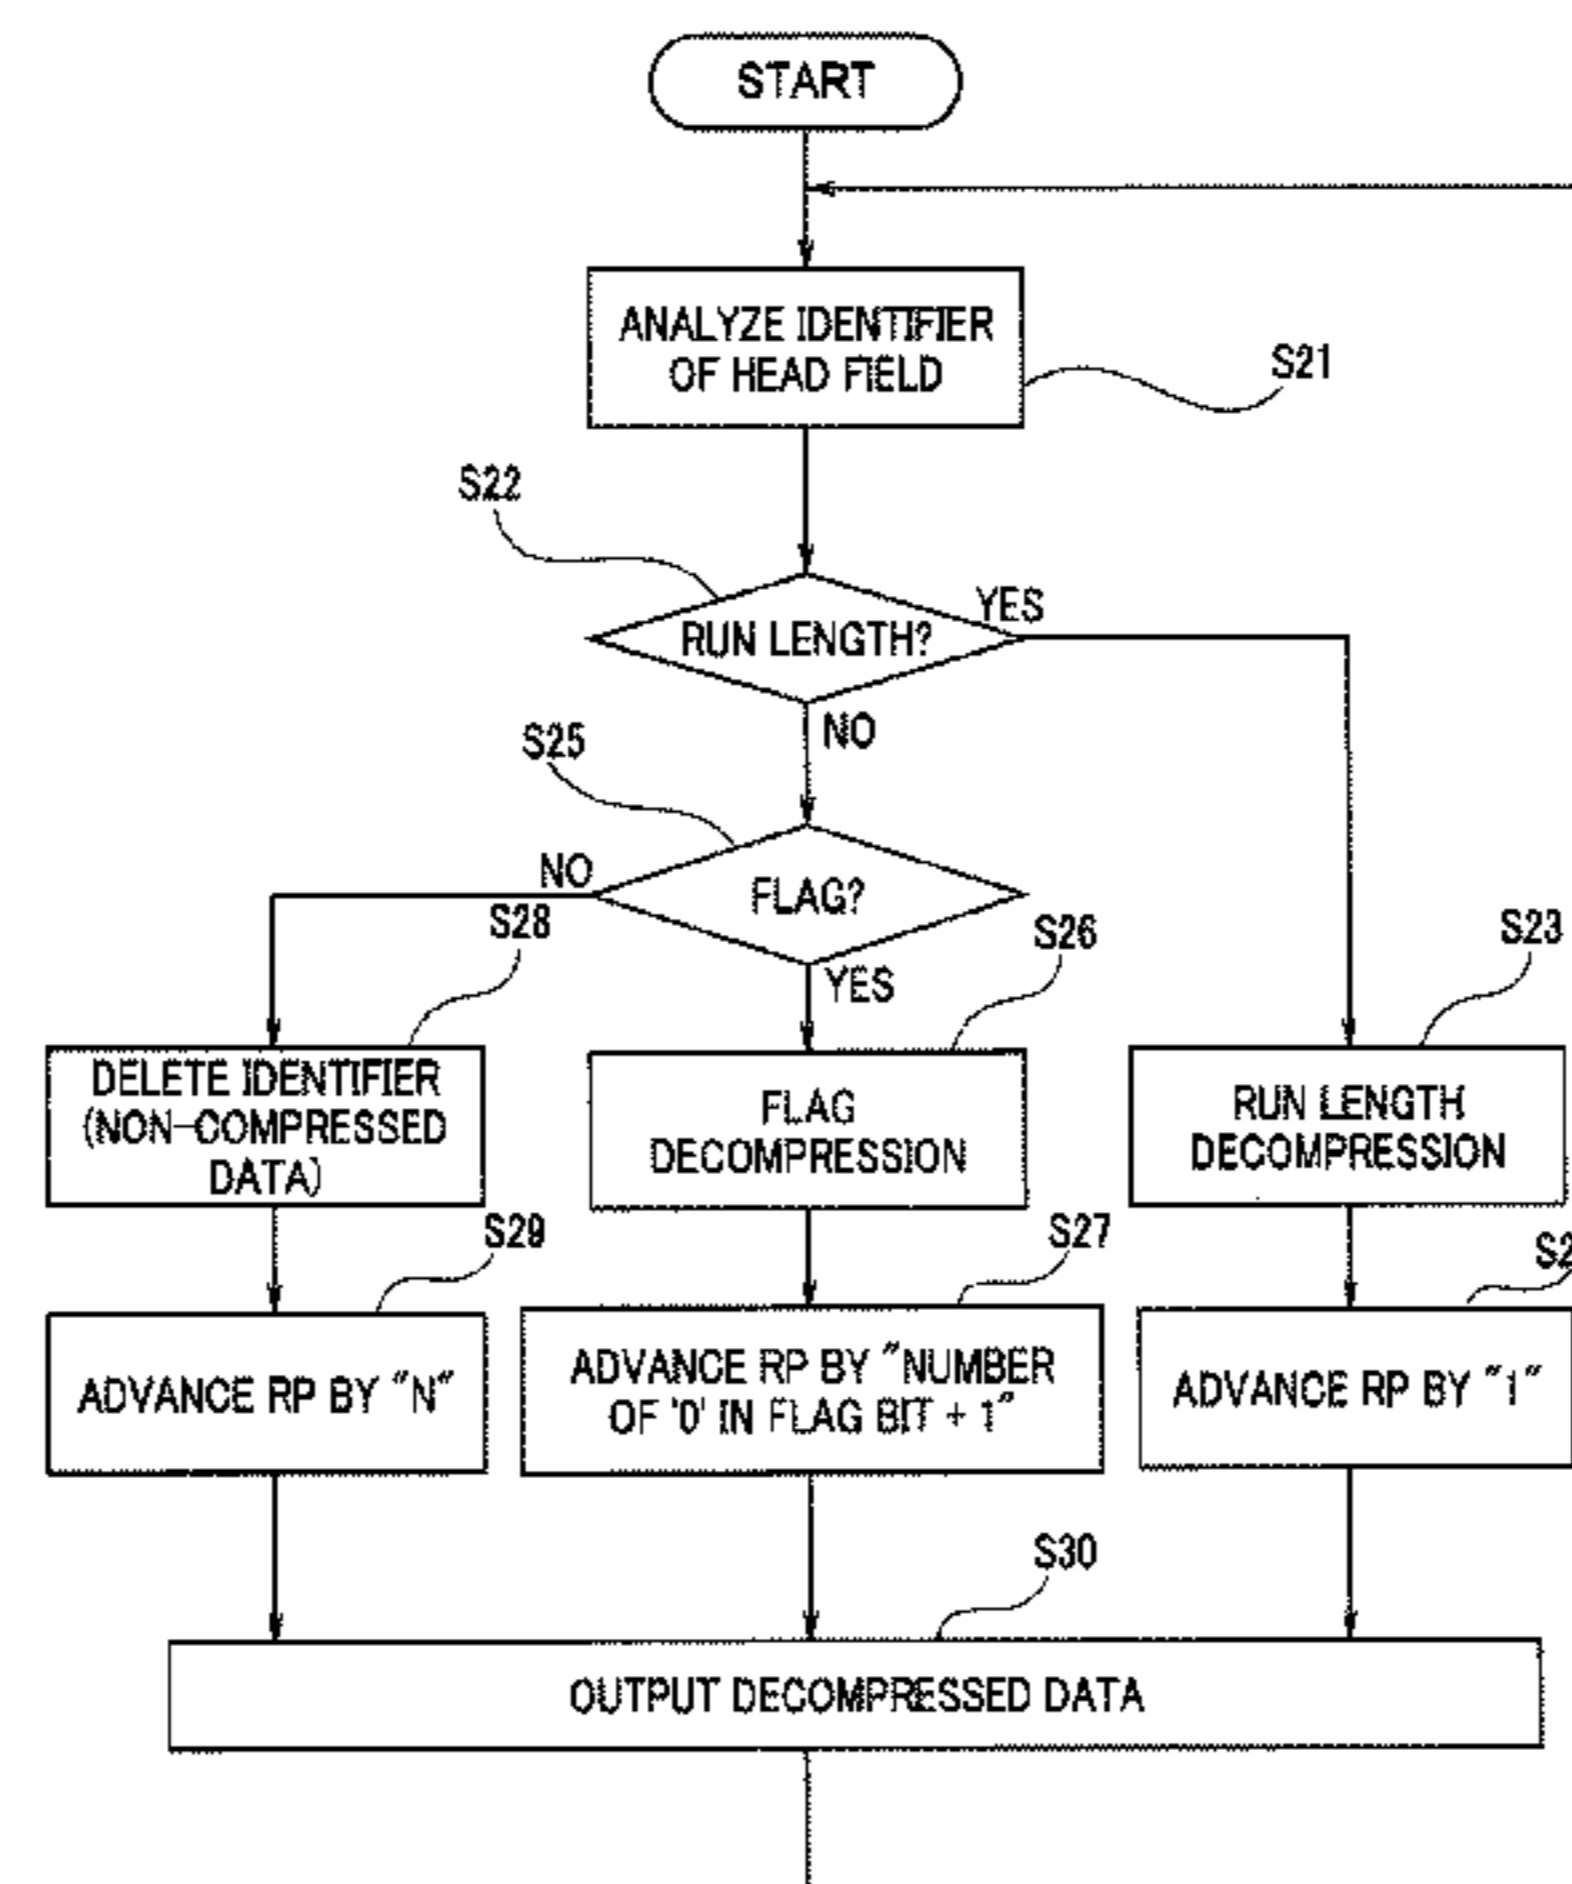 START
ANALYZE IDENTIFIER
OF HEAD FIELD
S21
S22
YES
RUN LENGTH?
NO
S25
NO
FLAG?
S28
S26
S23
YES
DELETE IDENTIFIER
(NON-COMPRESSED
DATA)
FLAG
DECOMPRESSION
RUN LENGTH
DECOMPRESSION
S29
S27
ADVANCE RP BY "N"
ADVANCE RP BY "NUMBER
OF '0' IN FLAG BIT + 1"
ADVANCE RP BY "1"
S30
OUTPUT DECOMPRESSED DATA